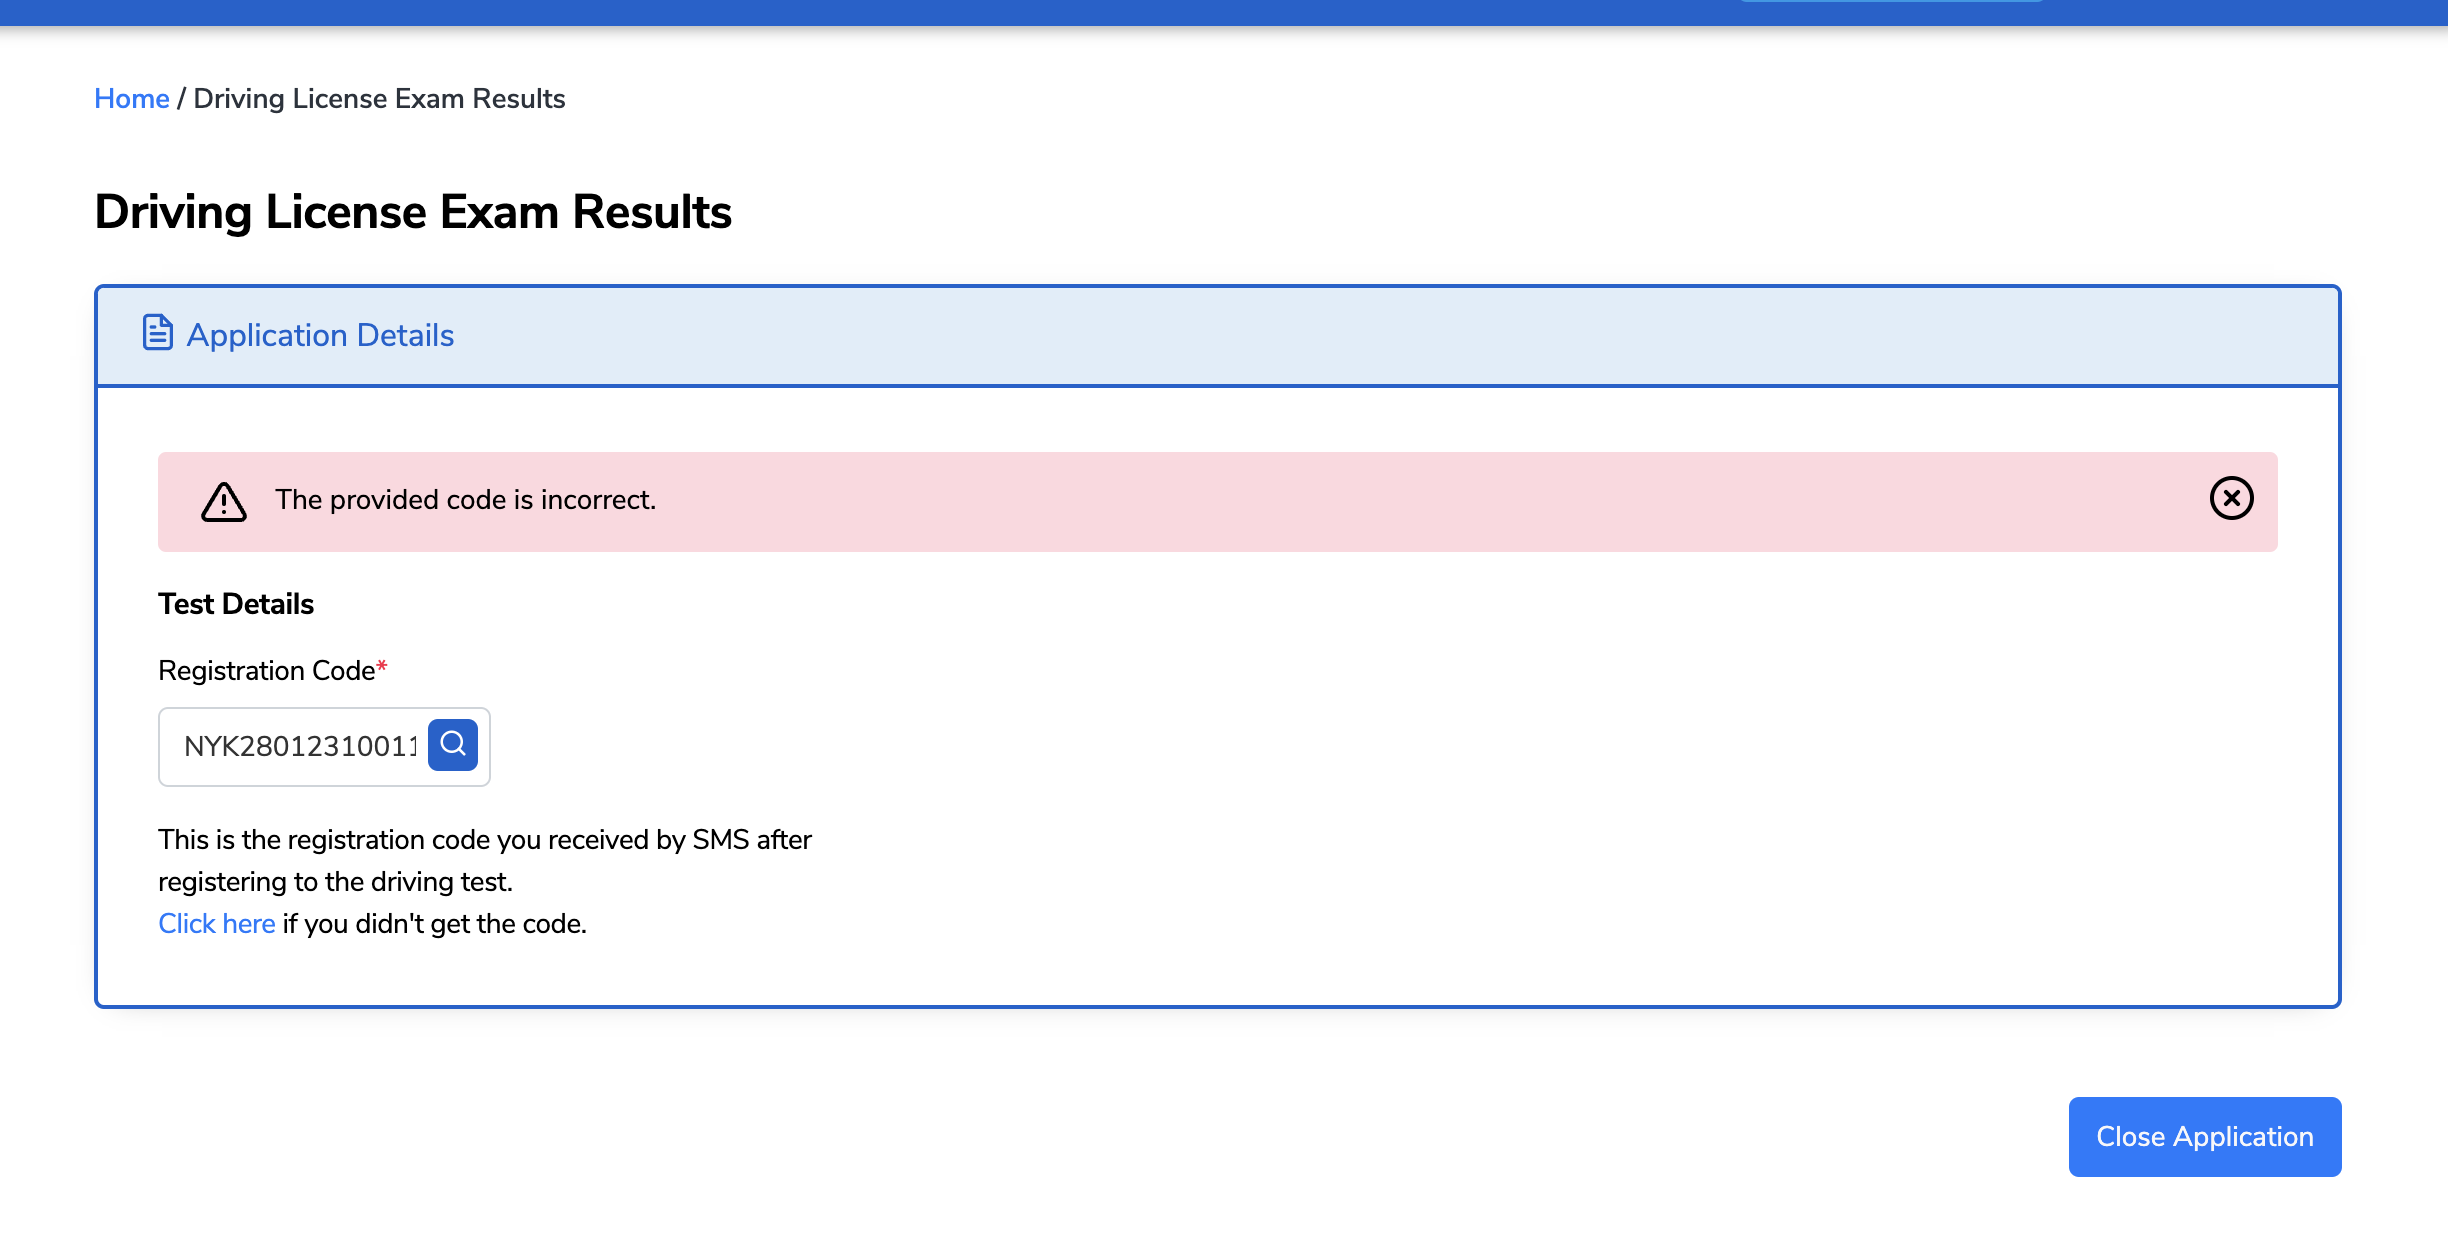 Home / Driving License Exam Results
Driving License Exam Results
Application Details
The provided code is incorrect.
Test Details
Registration Code*
NYK28012310011
This is the registration code you received by SMS after
registering to the driving test.
Click here if you didn't get the code.
Close Application